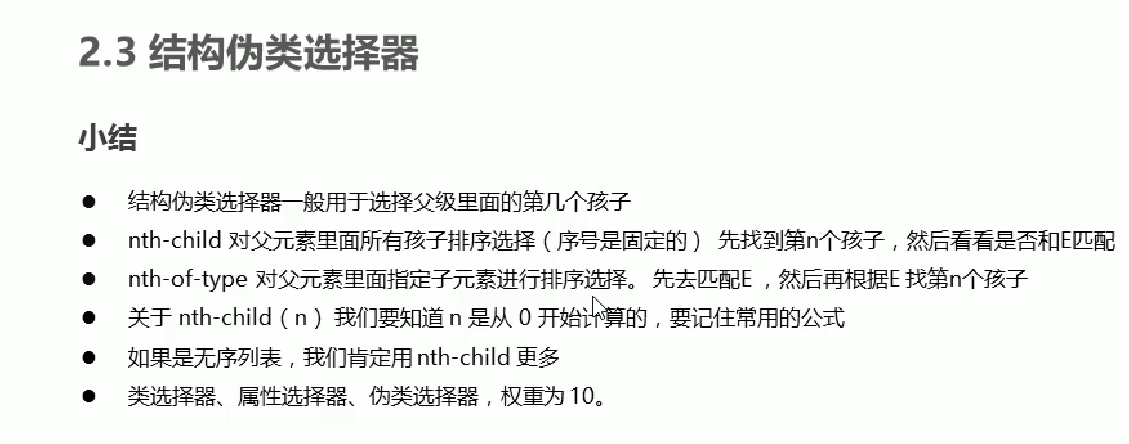 2.3 结构伪类选择器
小结
● 结构伪类选择器一般用于选择父级里面的第几个孩子
● nth-child 对父元素里面所有孩子排序选择（序号是固定的） 先找到第n个孩子，然后看看是否和E匹配
● nth-of-type 对父元素里面指定子元素进行排序选择。 先去匹配E ，然后再根据E 找第n个孩子
● 关于 nth-child（n） 我们要知道 n 是从 0 开始计算的，要记住常用的公式
● 如果是无序列表，我们肯定用 nth-child 更多
● 类选择器、属性选择器、伪类选择器，权重为 10。